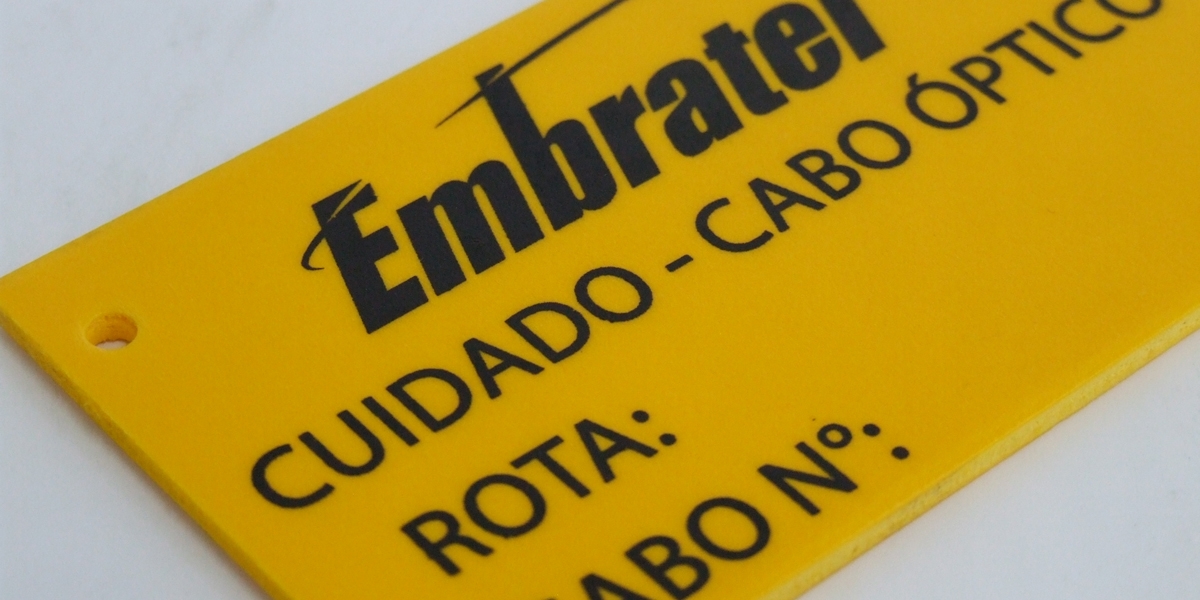 Embratel
CUIDADO - CABO ÓPTICO
ROTA:
CABO Nº: